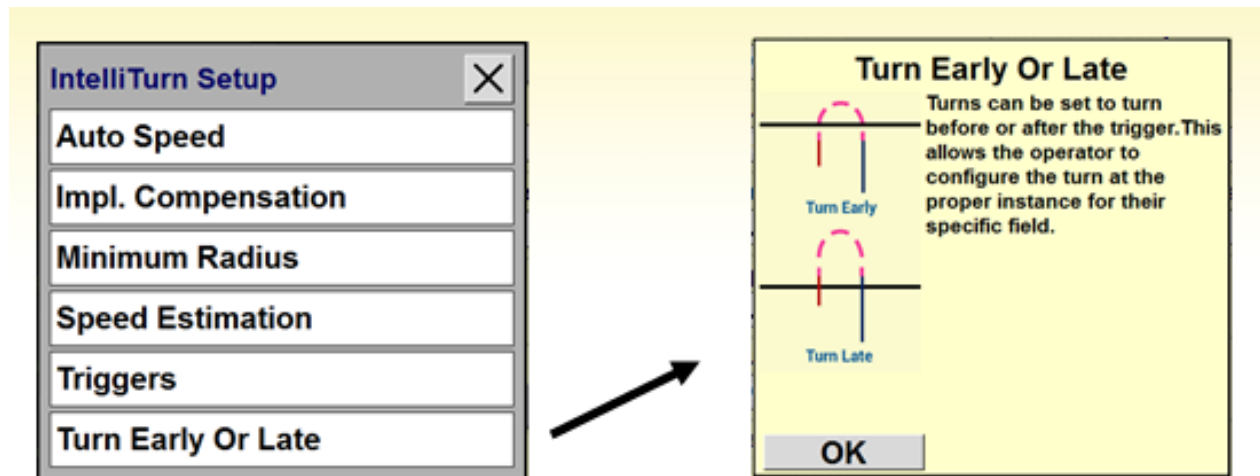 IntelliTurn Setup
Auto Speed
Impl. Compensation
Minimum Radius
Speed Estimation
Triggers
Turn Early Or Late
Turn Early Or Late
Turns can be set to turn
before or after the trigger.This
allows the operator to
configure the turn at the
proper instance for their
specific field.
Turn Early
Turn Late
OK